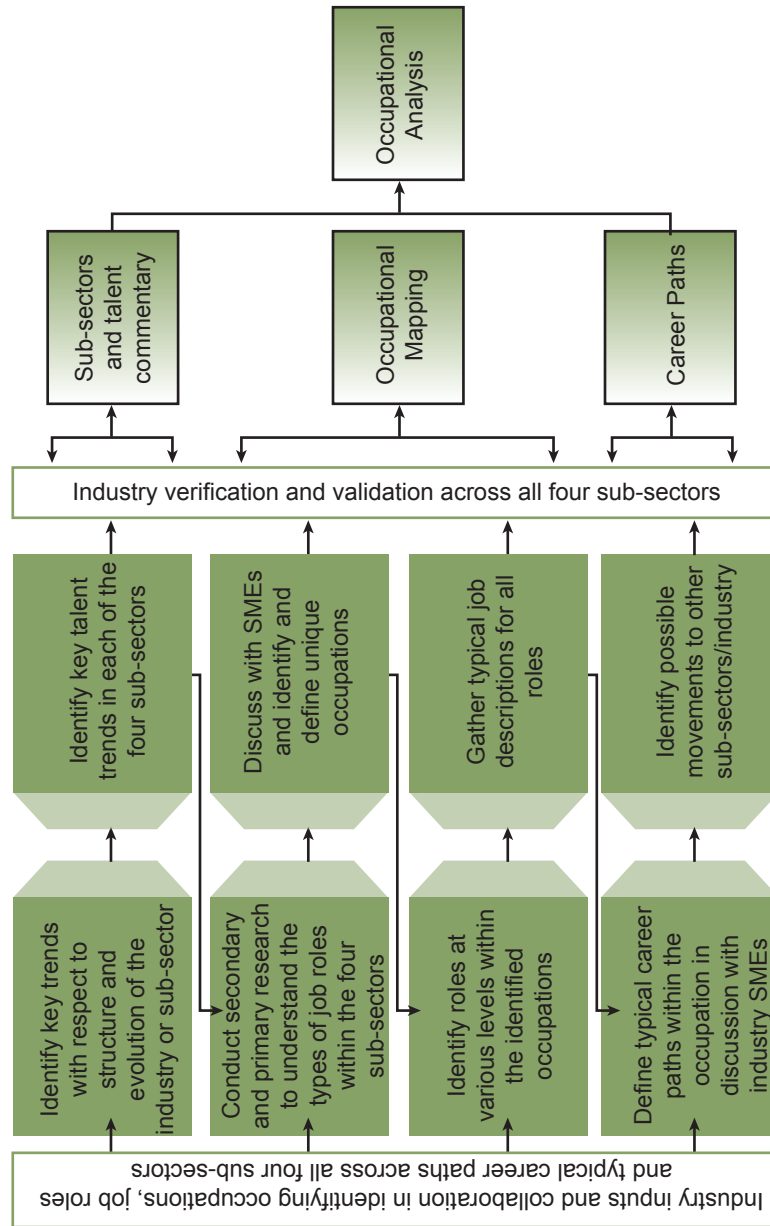 Industry inputs and collaboration in identifying occupations, job roles
and typical career paths across all four sub-sectors
Identify key trends
with respect to
structure and
evolution of the
industry or sub-sector
Identify key talent
trends in each of the
four sub-sectors
Conduct secondary
and primary research
to understand the
types of job roles
within the four
sub-sectors
Discuss with SMEs
and identify and
define unique
occupations
Identify roles at
various levels within
the identified
occupations
Gather typical job
descriptions for all
roles
Define typical career
paths within the
occupation in
discussion with
industry SMEs
Identify possible
movements to other
sub-sectors/industry
Industry verification and validation across all four sub-sectors
Sub-sectors
and talent
commentary
Occupational
Mapping
Career Paths
Occupational
Analysis